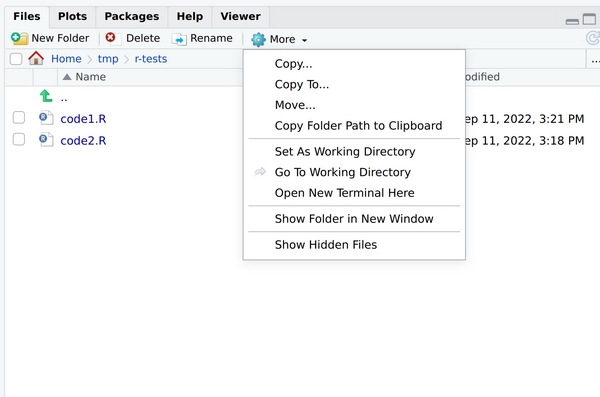 Files Plots Packages Help Viewer
New Folder Delete Rename More
Home tmp r-tests ...
Name odified
..
code1.R ep 11, 2022, 3:21 PM
code2.R ep 11, 2022, 3:18 PM
Copy...
Copy To...
Move...
Copy Folder Path to Clipboard
Set As Working Directory
Go To Working Directory
Open New Terminal Here
Show Folder in New Window
Show Hidden Files